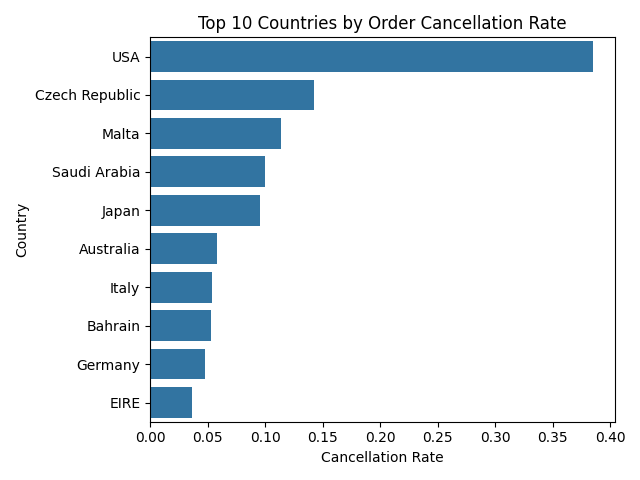 Top 10 Countries by Order Cancellation Rate
USA
Czech Republic
Malta
Saudi Arabia
Japan
Australia
Italy
Bahrain
Germany
EIRE
Country
0.00 0.05 0.10 0.15 0.20 0.25 0.30 0.35 0.40
Cancellation Rate